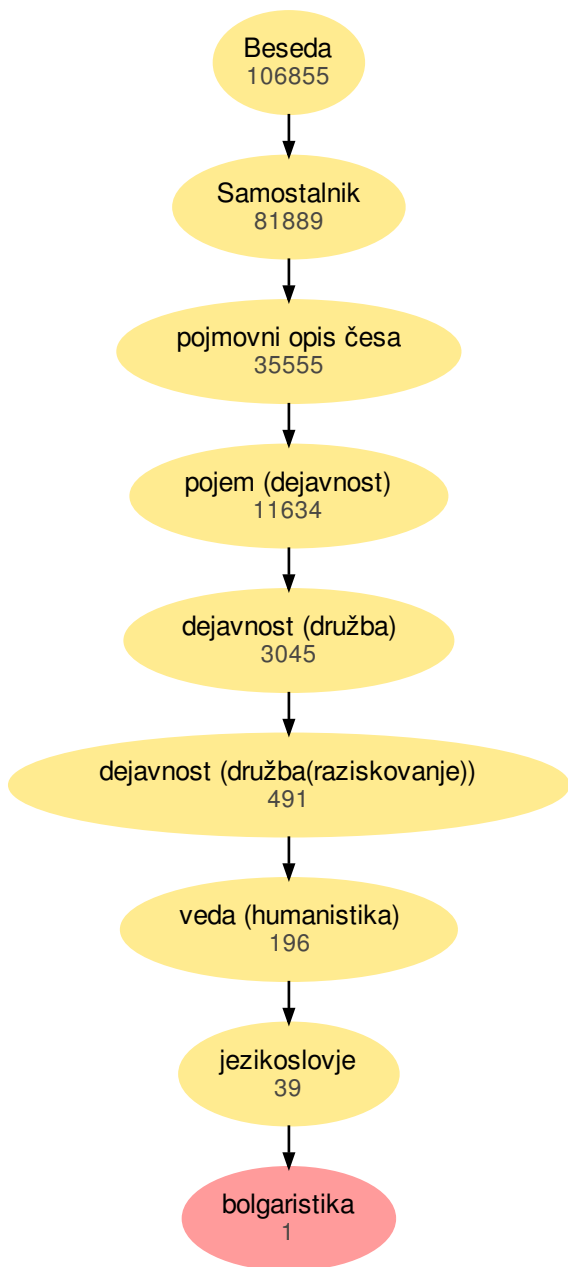 Beseda
106855
Samostalnik
81889
pojmovni opis česa
35555
pojem (dejavnost)
11634
dejavnost (družba)
3045
dejavnost (družba(raziskovanje))
491
veda (humanistika)
196
jezikoslovje
39
bolgaristika
1